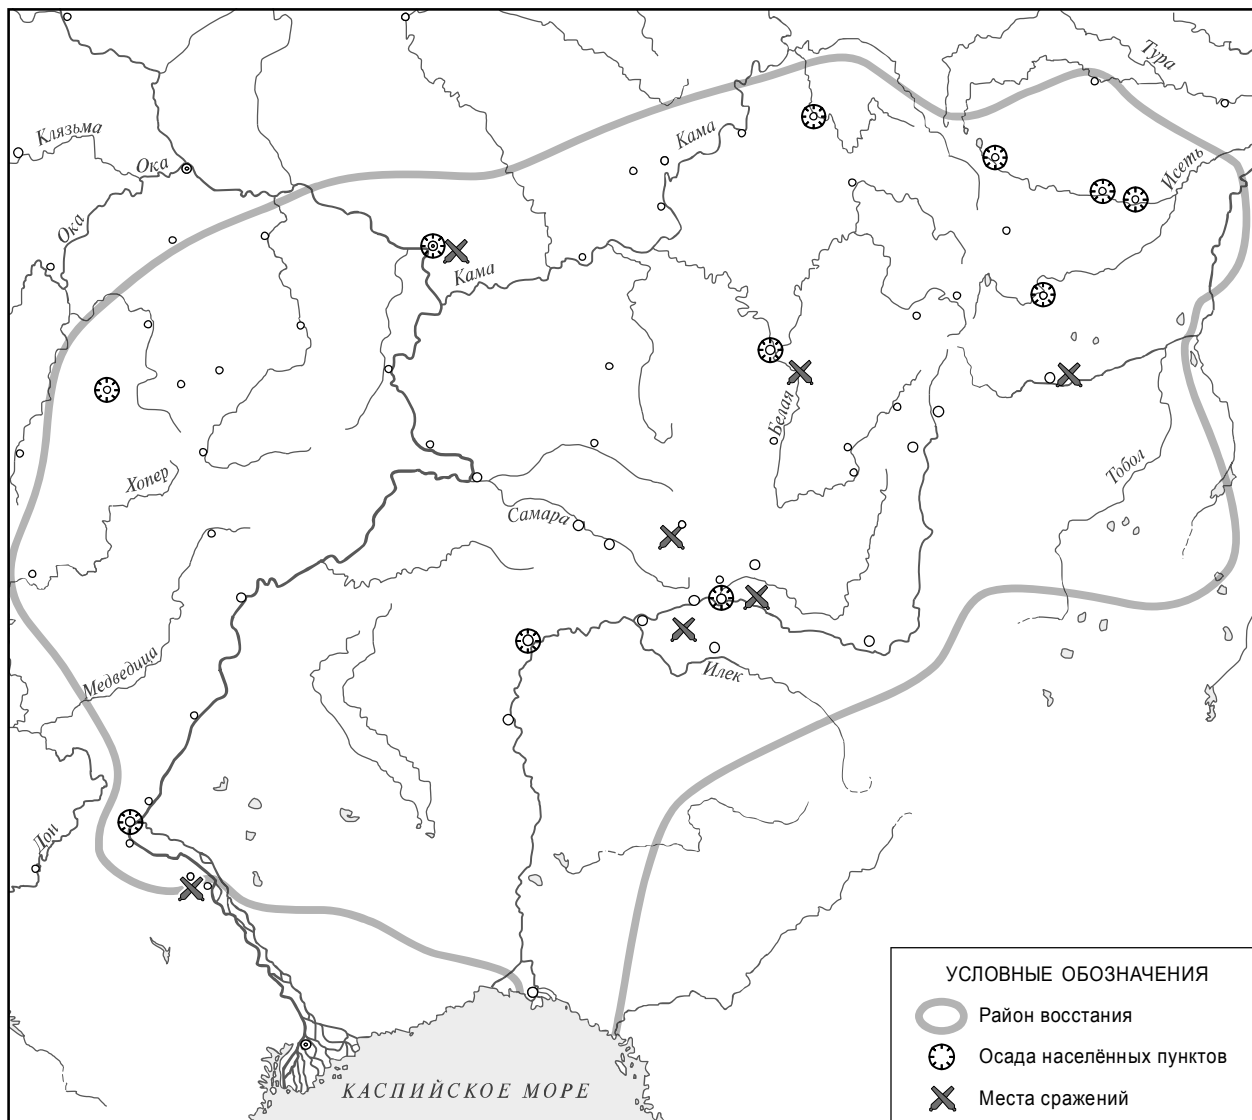 Тура
Клязьма
Кама
Ока
Исеть
Ока
Кама
Белая
Хопер
Тобол
Самара
Медведица
Илек
Дон
УСЛОВНЫЕ ОБОЗНАЧЕНИЯ
Район восстания
Осада населённых пунктов
КАСПИЙСКОЕ МОРЕ
Места сражений